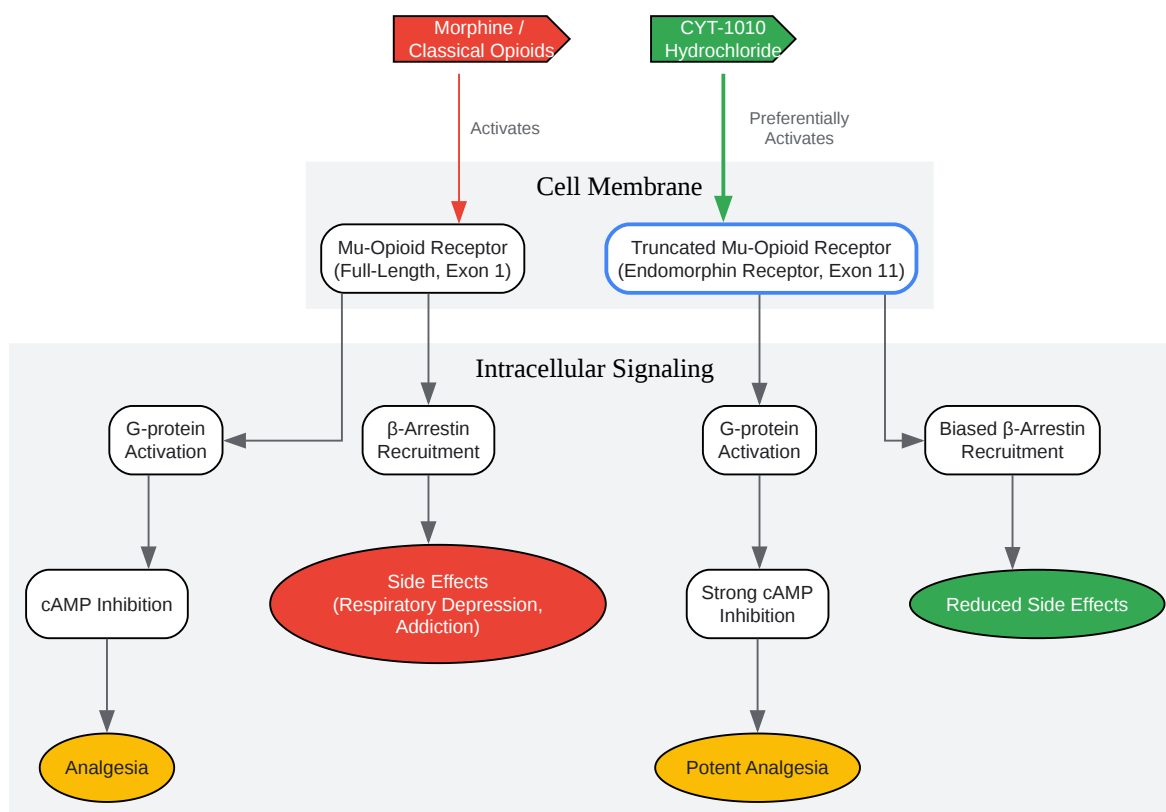 Morphine /
Classical Opioids
CYT-1010
Hydrochloride
Activates
Preferentially
Activates
Cell Membrane
Mu-Opioid Receptor
(Full-Length, Exon 1)
Truncated Mu-Opioid Receptor
(Endomorphin Receptor, Exon 11)
Intracellular Signaling
G-protein
Activation
β-Arrestin
Recruitment
G-protein
Activation
Biased β-Arrestin
Recruitment
cAMP Inhibition
Side Effects
(Respiratory Depression,
Addiction)
Strong cAMP
Inhibition
Reduced Side Effects
Analgesia
Potent Analgesia